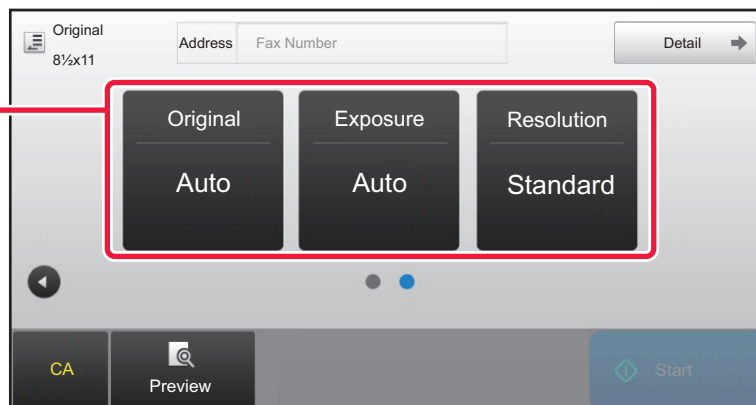 Original
8½x11
Address Fax Number
Detail
Original Exposure Resolution
Auto Auto Standard
CA
Preview
Start